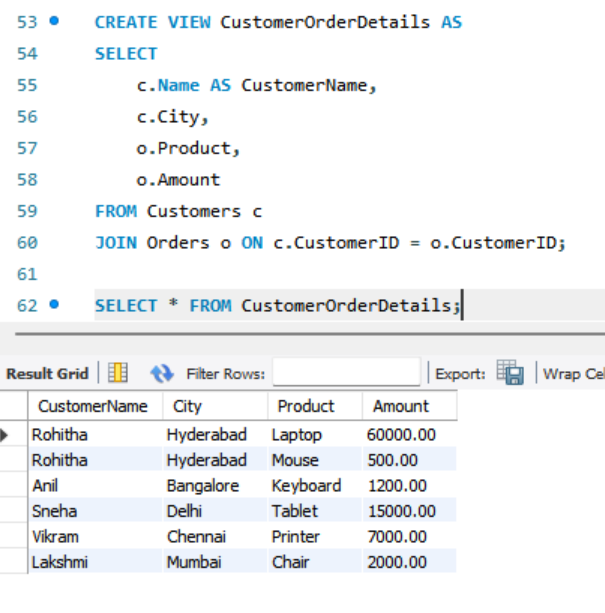 53 CREATE VIEW CustomerOrderDetails AS
54 SELECT
55 c.Name AS CustomerName,
56 c.City,
57 o.Product,
58 o.Amount
59 FROM Customers c
60 JOIN Orders o ON c.CustomerID = o.CustomerID;
61
62 SELECT * FROM CustomerOrderDetails;
Result Grid Filter Rows: Export: Wrap Cel
CustomerName City Product Amount
Rohitha Hyderabad Laptop 60000.00
Rohitha Hyderabad Mouse 500.00
Anil Bangalore Keyboard 1200.00
Sneha Delhi Tablet 15000.00
Vikram Chennai Printer 7000.00
Lakshmi Mumbai Chair 2000.00